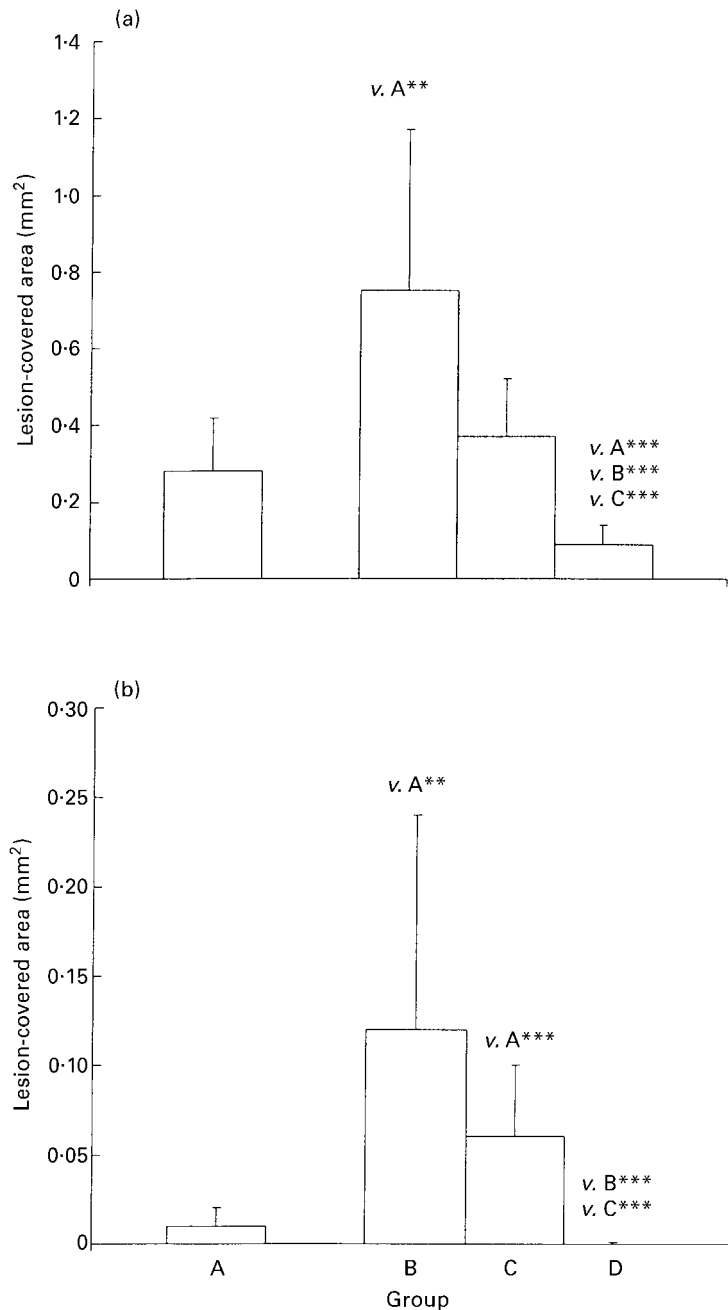 (a)
1·4
1·2
1·0
0·8
0·6
0·4
0·2
0
Lesion-covered area (mm²)
v. A**
v. A***
v. B***
v. C***
(b)
0·30
0·25
0·20
0·15
0·10
0·05
0
Lesion-covered area (mm²)
v. A**
v. A***
v. B***
v. C***
A B C D
Group